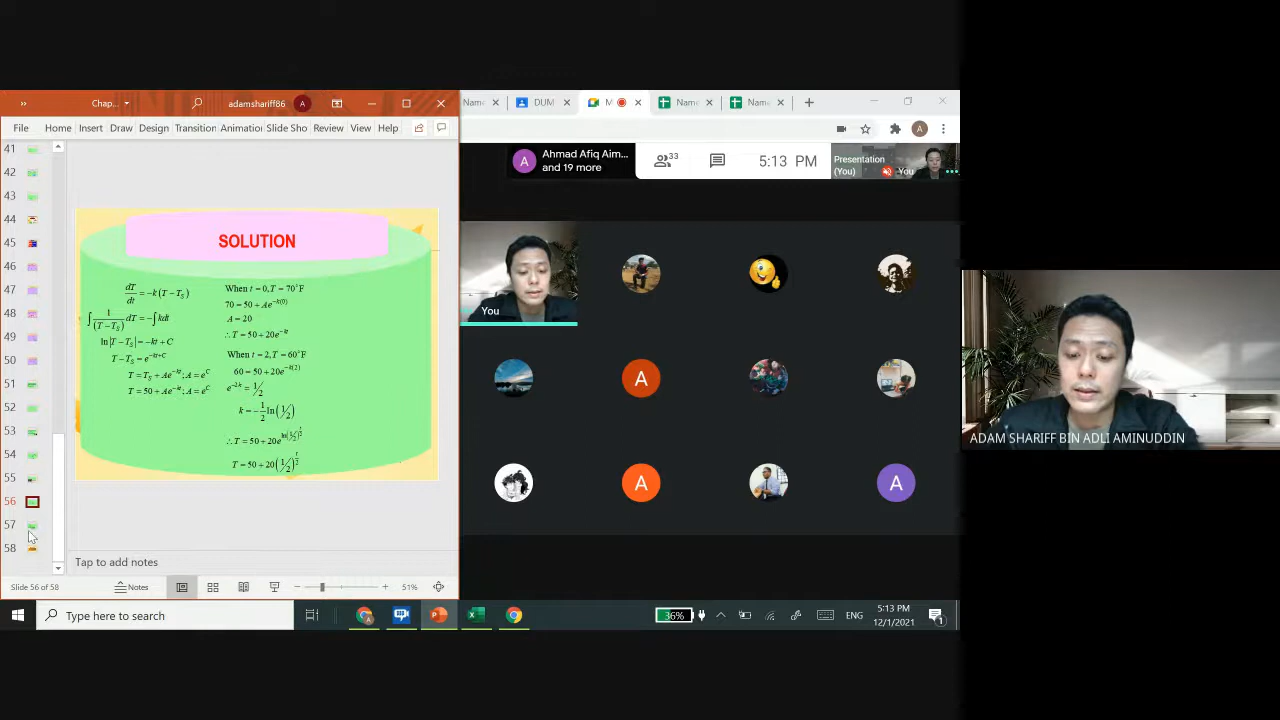 Chap...
adamshariff86
A
File Home Insert Draw Design Transition Animation Slide Sho Review View Help
41
42
43
44
45
46
47
48
49
50
51
52
53
54
55
56
57
58
SOLUTION
dT/dt = −k(T − T_S)
∫ 1/(T − T_S) dT = −∫ kdt
ln|T − T_S| = −kt + C
T − T_S = e^(−kt+C)
T = T_S + Ae^(−kt); A = e^C
T = 50 + Ae^(−kt); A = e^C
When t = 0, T = 70°F
70 = 50 + Ae^(−k(0))
A = 20
∴ T = 50 + 20e^(−kt)
When t = 2, T = 60°F
60 = 50 + 20e^(−k(2))
e^(−2k) = 1/2
k = −1/2 ln(1/2)
∴ T = 50 + 20e^(ln(1/2)^(t/2))
T = 50 + 20(1/2)^(t/2)
Tap to add notes
Slide 56 of 58
Notes
51%
Name
DUM
M
Name
Name
A
A
Ahmad Afiq Aim...
and 19 more
33
5:13 PM
Presentation
(You)
You
You
A
A
A
ADAM SHARIFF BIN ADLI AMINUDDIN
Type here to search
36%
ENG
5:13 PM
12/1/2021
1